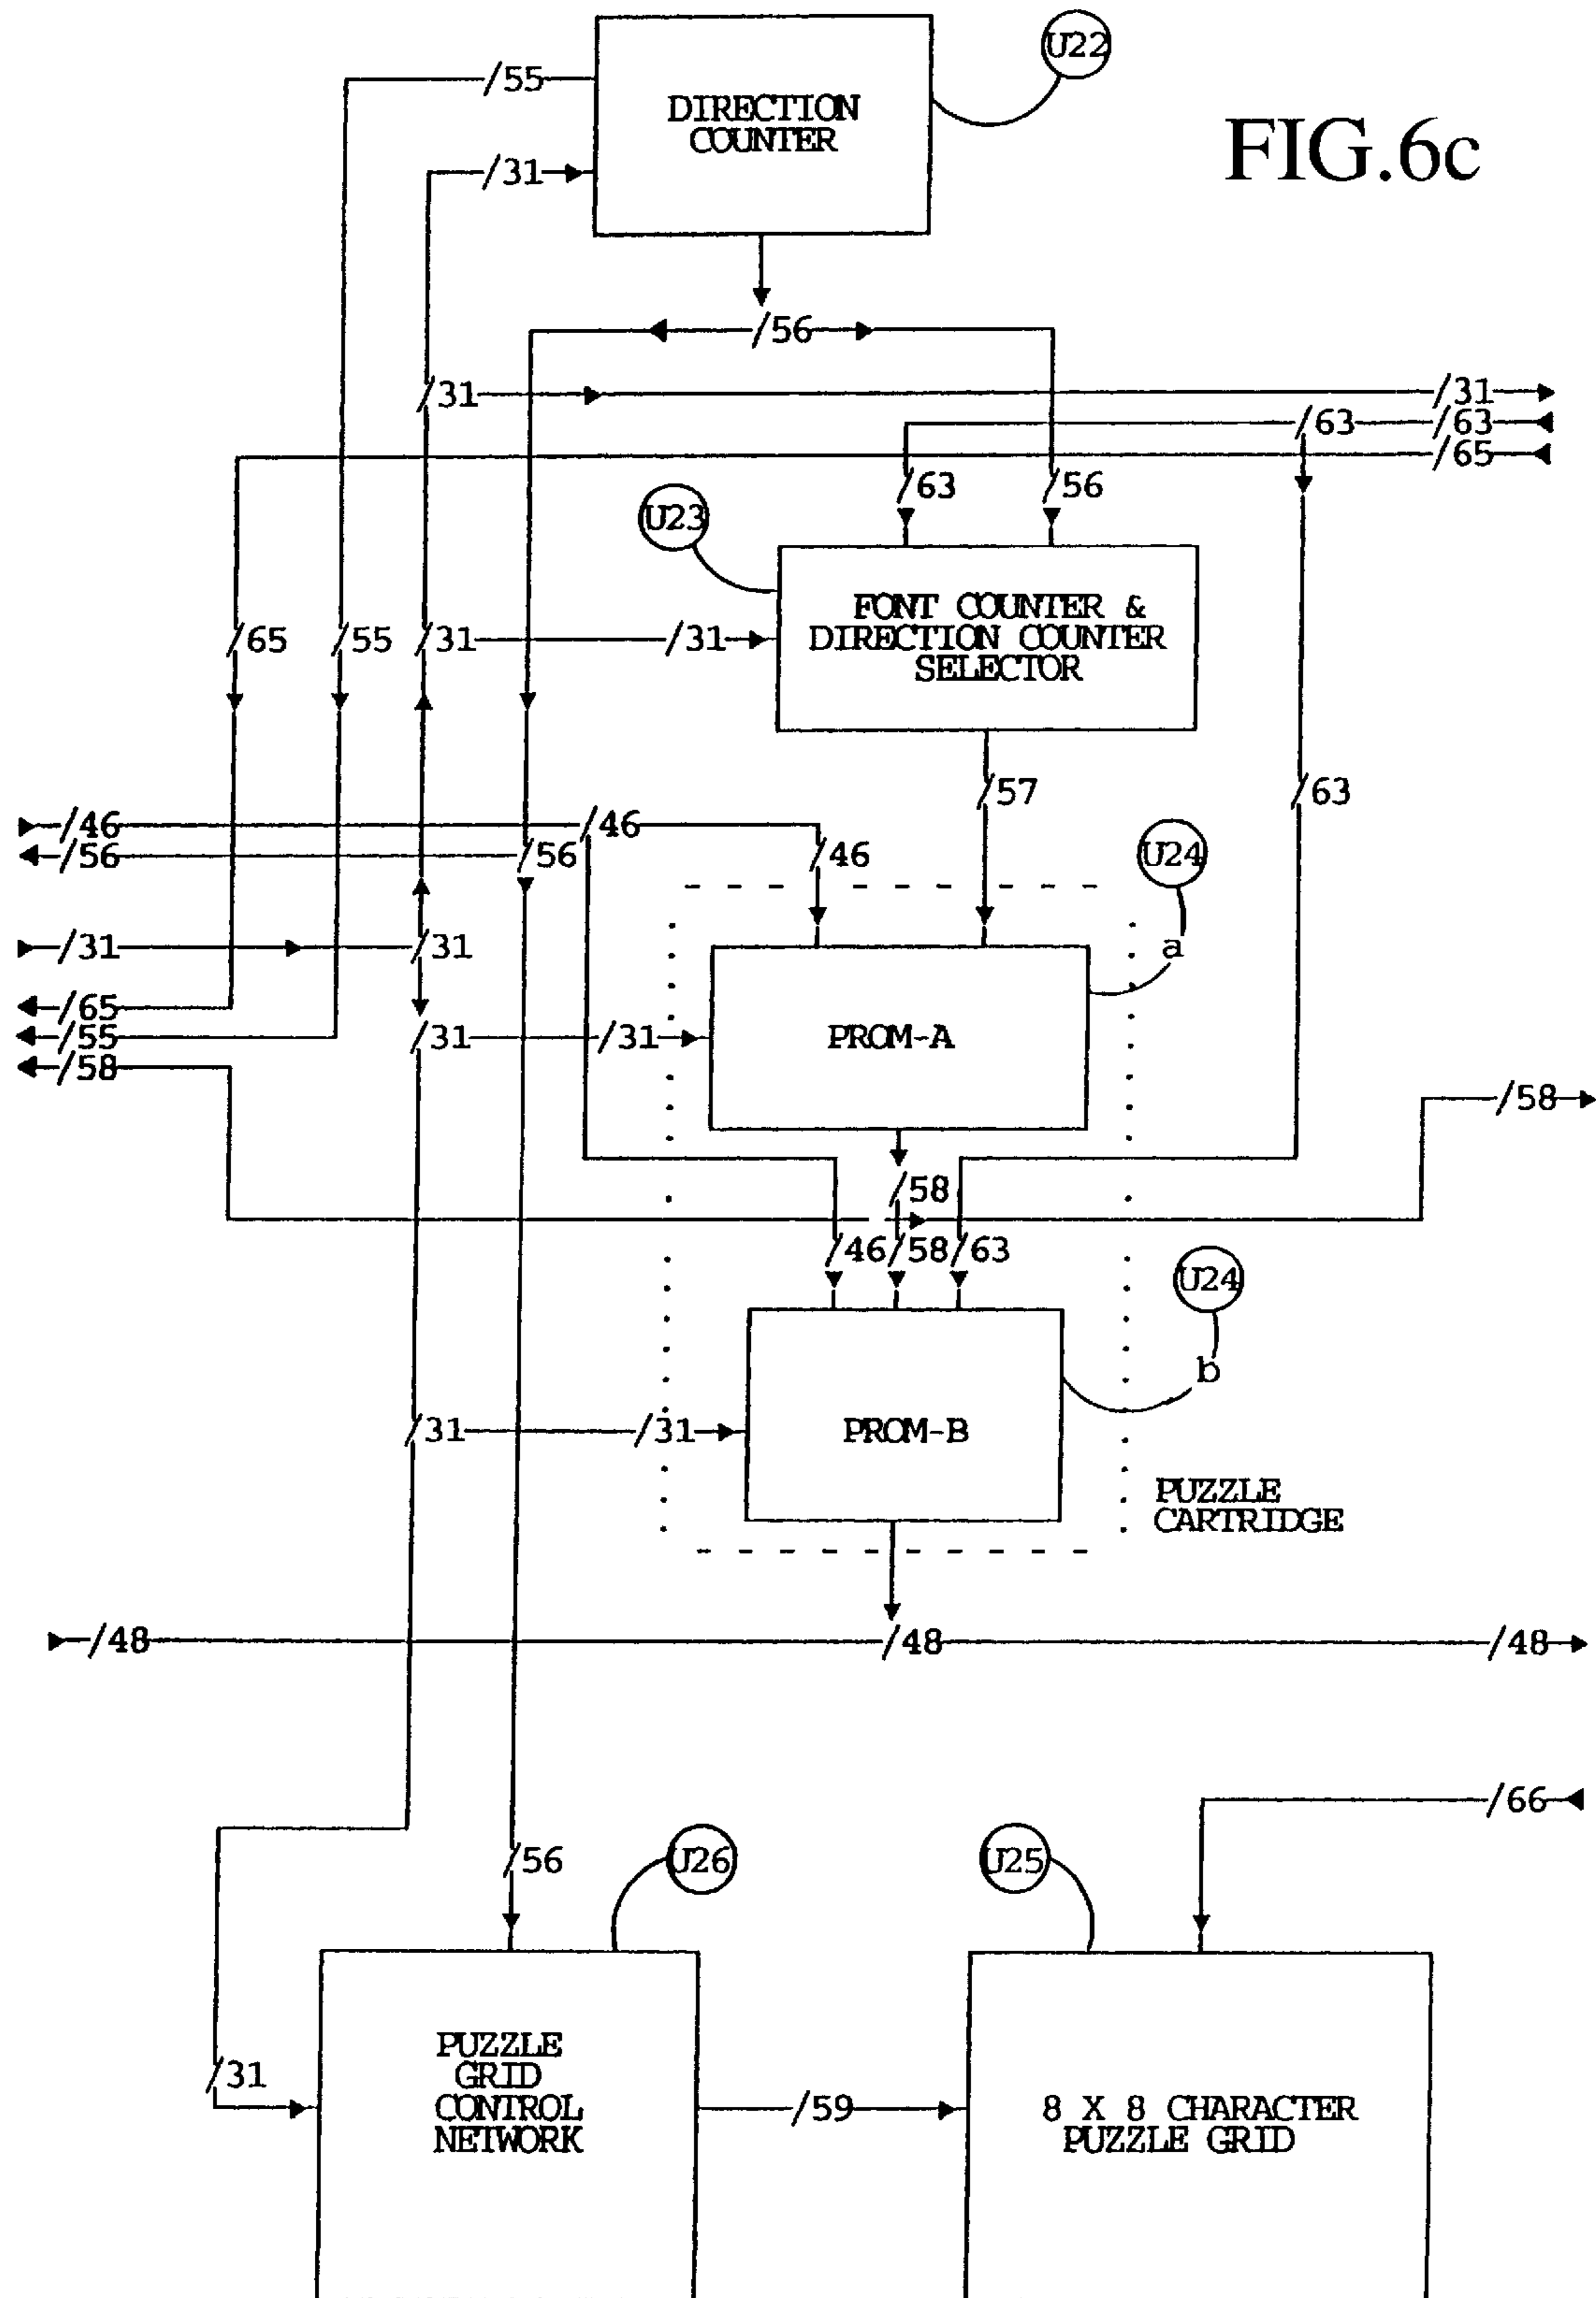 U22
/55
DIRECTION
COUNTER
FIG.6c
/31
/56
/31 /31
/63 /63
/65
/63 /56
U23
FONT COUNTER &
DIRECTION COUNTER
SELECTOR
/65 /55 /31 /31
/57 /63
/46 /46
/56 /56 /46
U24
a
/31 /31
/65
/55 /31 /31 PROM-A
/58
/58
/58
/46 /58 /63
U24
b
/31 /31 PROM-B
PUZZLE
CARTRIDGE
/48 /48 /48
/66
/56 U26 U25
/31
PUZZLE
GRID
CONTROL
NETWORK
/59
8 X 8 CHARACTER
PUZZLE GRID